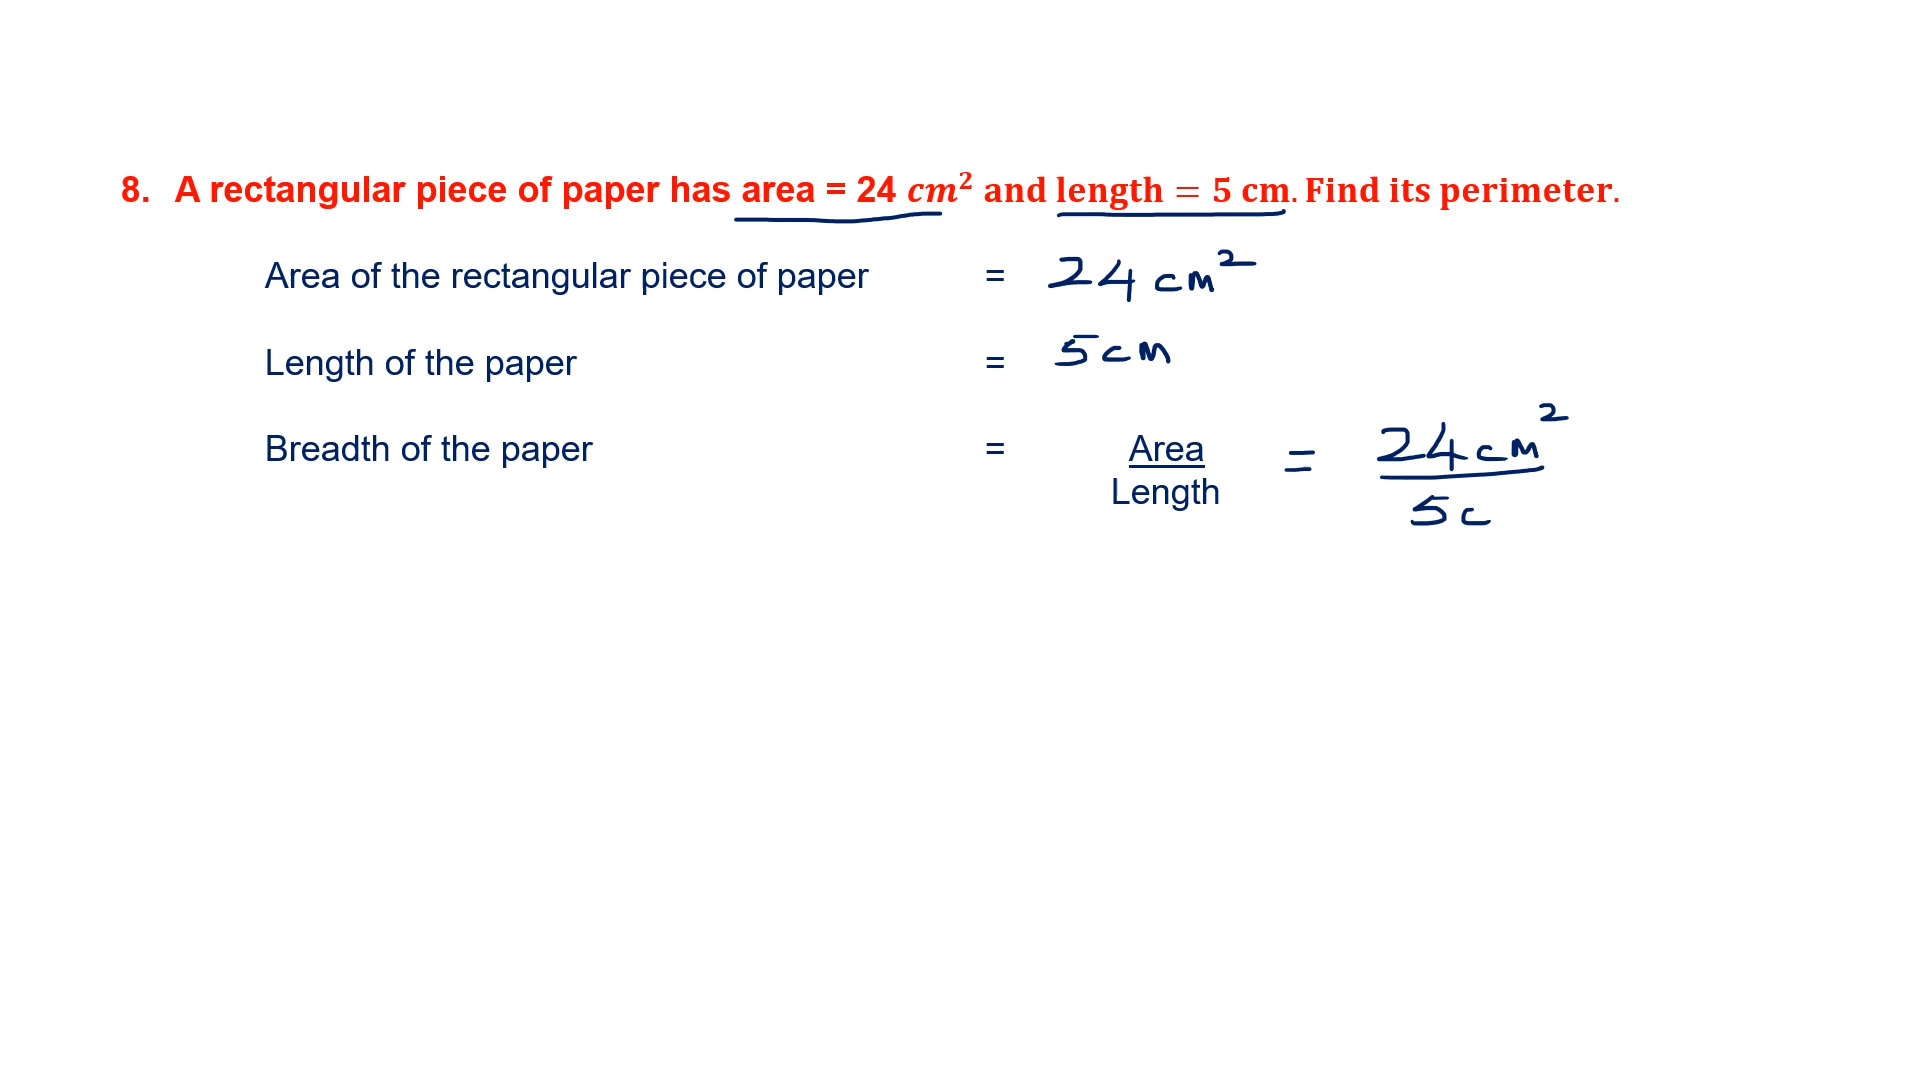 8. A rectangular piece of paper has area = 24 cm² and length = 5 cm. Find its perimeter.
Area of the rectangular piece of paper = 24 cm²
Length of the paper = 5cm
Breadth of the paper = Area = 24cm²
Length 5c